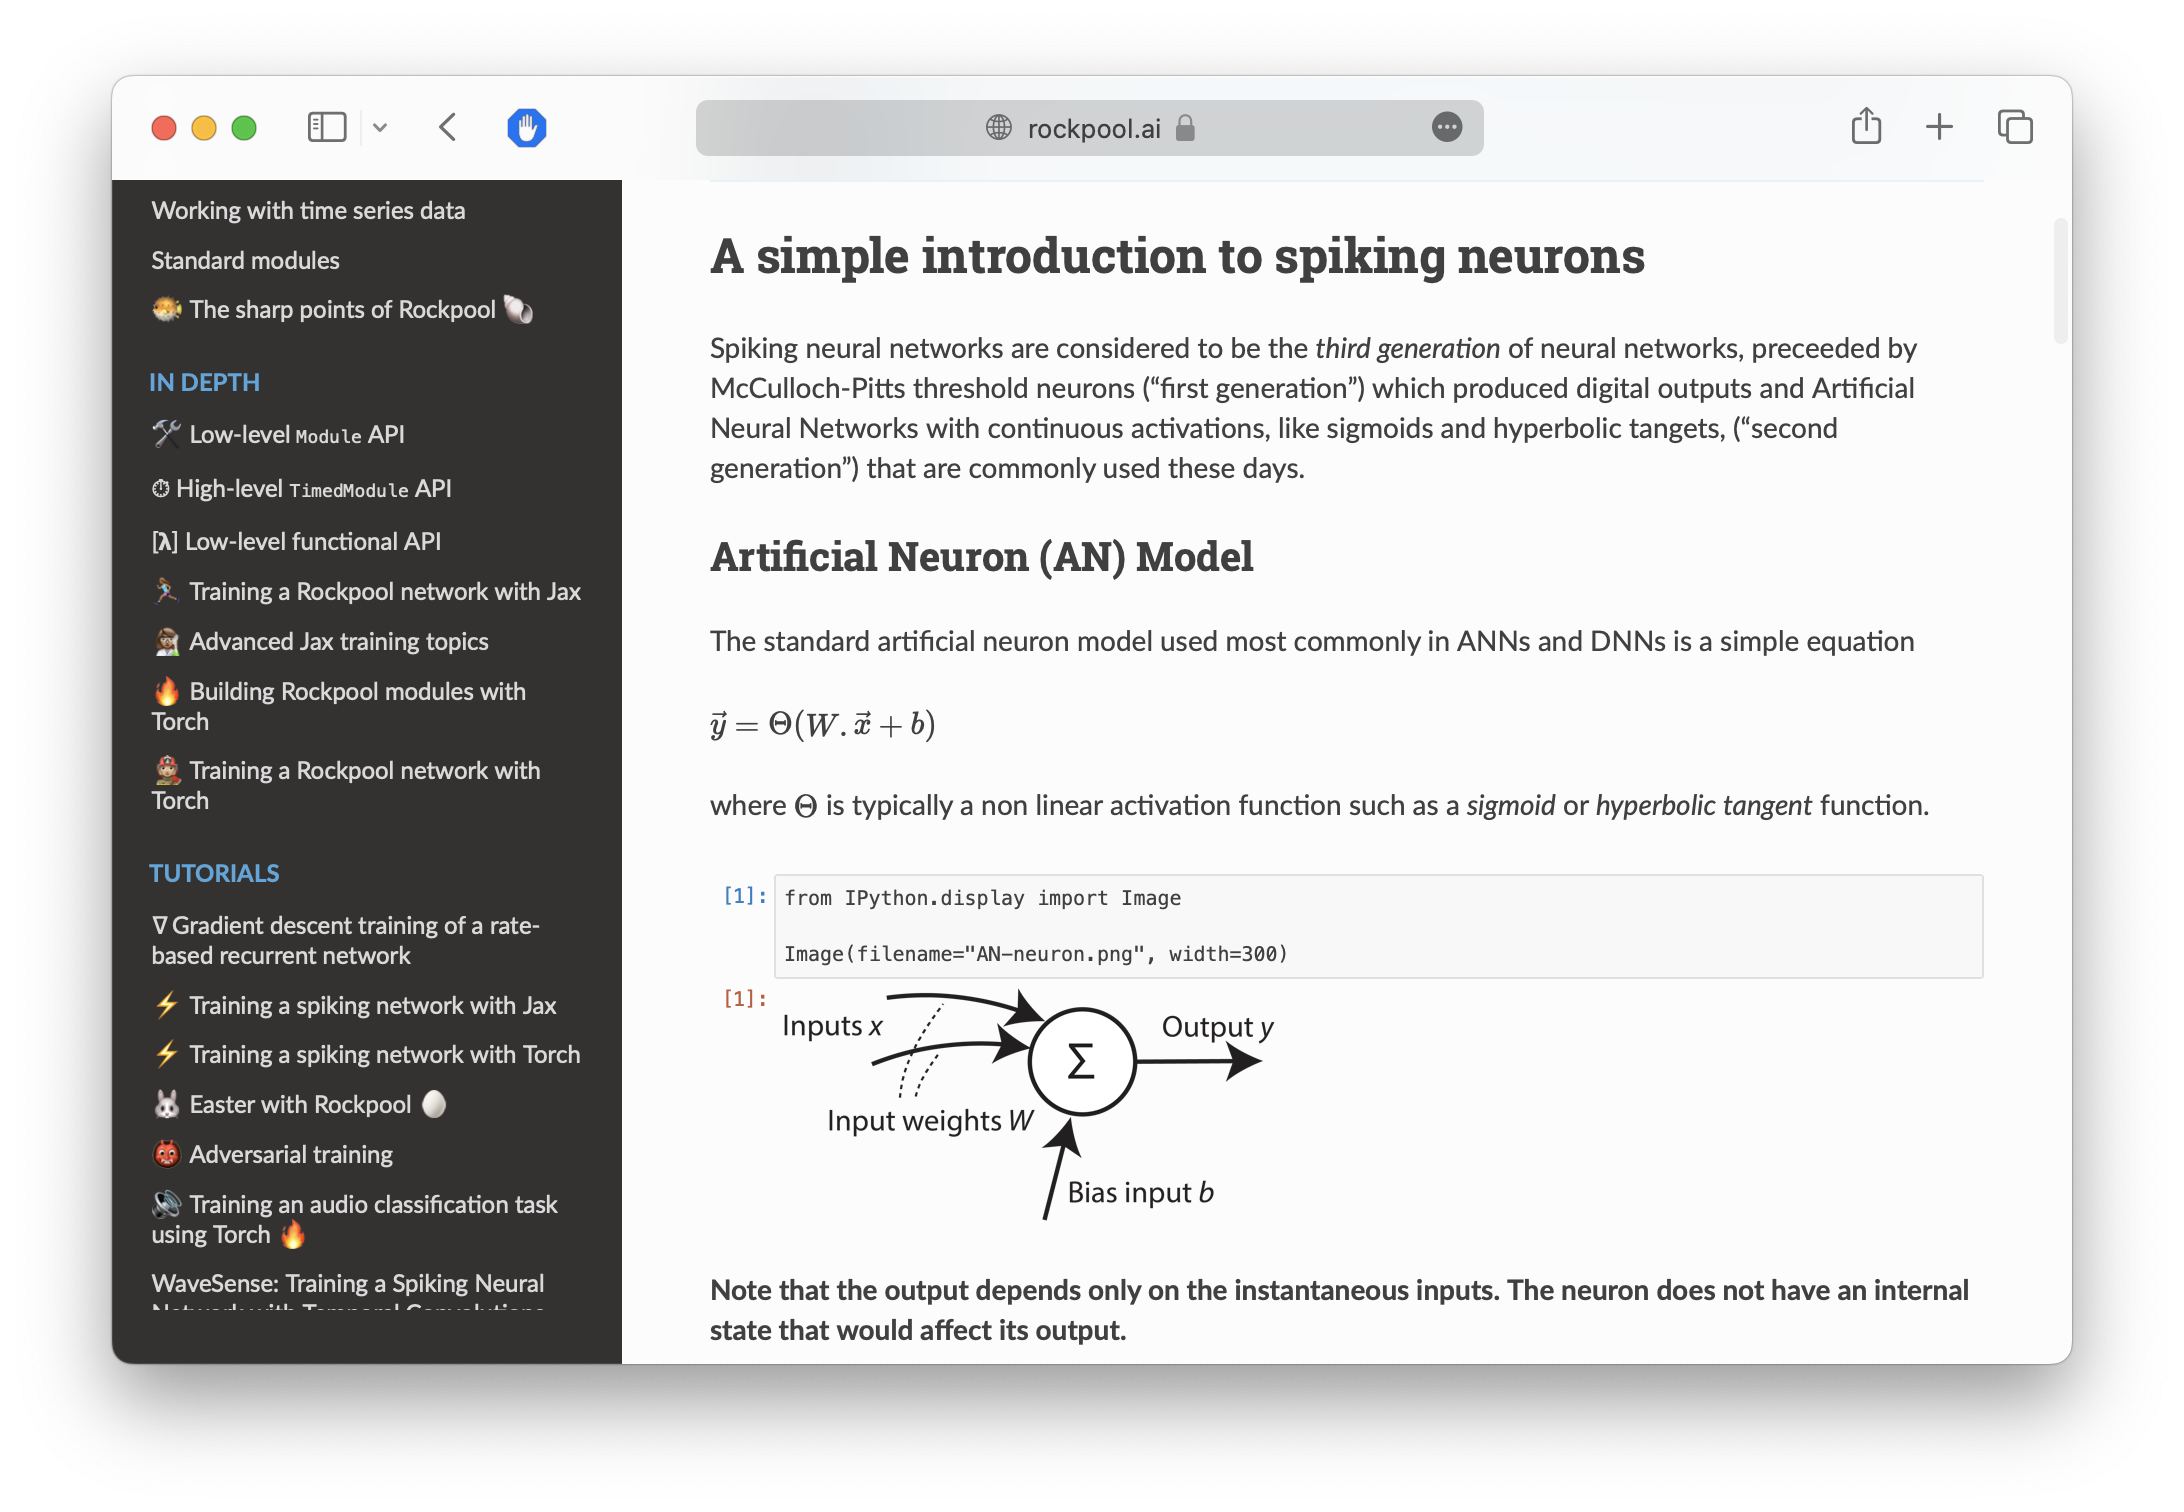 rockpool.ai
Working with time series data
Standard modules
🐡 The sharp points of Rockpool 🐚
IN DEPTH
🛠 Low-level Module API
⏱ High-level TimedModule API
[λ] Low-level functional API
🏃🏾‍♀️ Training a Rockpool network with Jax
👩🏽‍🔬 Advanced Jax training topics
🔥 Building Rockpool modules with
Torch
👩🏼‍🚒 Training a Rockpool network with
Torch
TUTORIALS
∇ Gradient descent training of a rate-
based recurrent network
⚡ Training a spiking network with Jax
⚡ Training a spiking network with Torch
🐰 Easter with Rockpool 🥚
👹 Adversarial training
🔊 Training an audio classification task
using Torch 🔥
WaveSense: Training a Spiking Neural
Network with Temporal Convolutions
A simple introduction to spiking neurons
Spiking neural networks are considered to be the third generation of neural networks, preceeded by
McCulloch-Pitts threshold neurons (“first generation”) which produced digital outputs and Artificial
Neural Networks with continuous activations, like sigmoids and hyperbolic tangets, (“second
generation”) that are commonly used these days.
Artificial Neuron (AN) Model
The standard artificial neuron model used most commonly in ANNs and DNNs is a simple equation
y⃗ = Θ(W. x⃗ + b)
where Θ is typically a non linear activation function such as a sigmoid or hyperbolic tangent function.
[1]: from IPython.display import Image
Image(filename="AN-neuron.png", width=300)
[1]:
Inputs x
Σ
Output y
Input weights W
Bias input b
Note that the output depends only on the instantaneous inputs. The neuron does not have an internal
state that would affect its output.